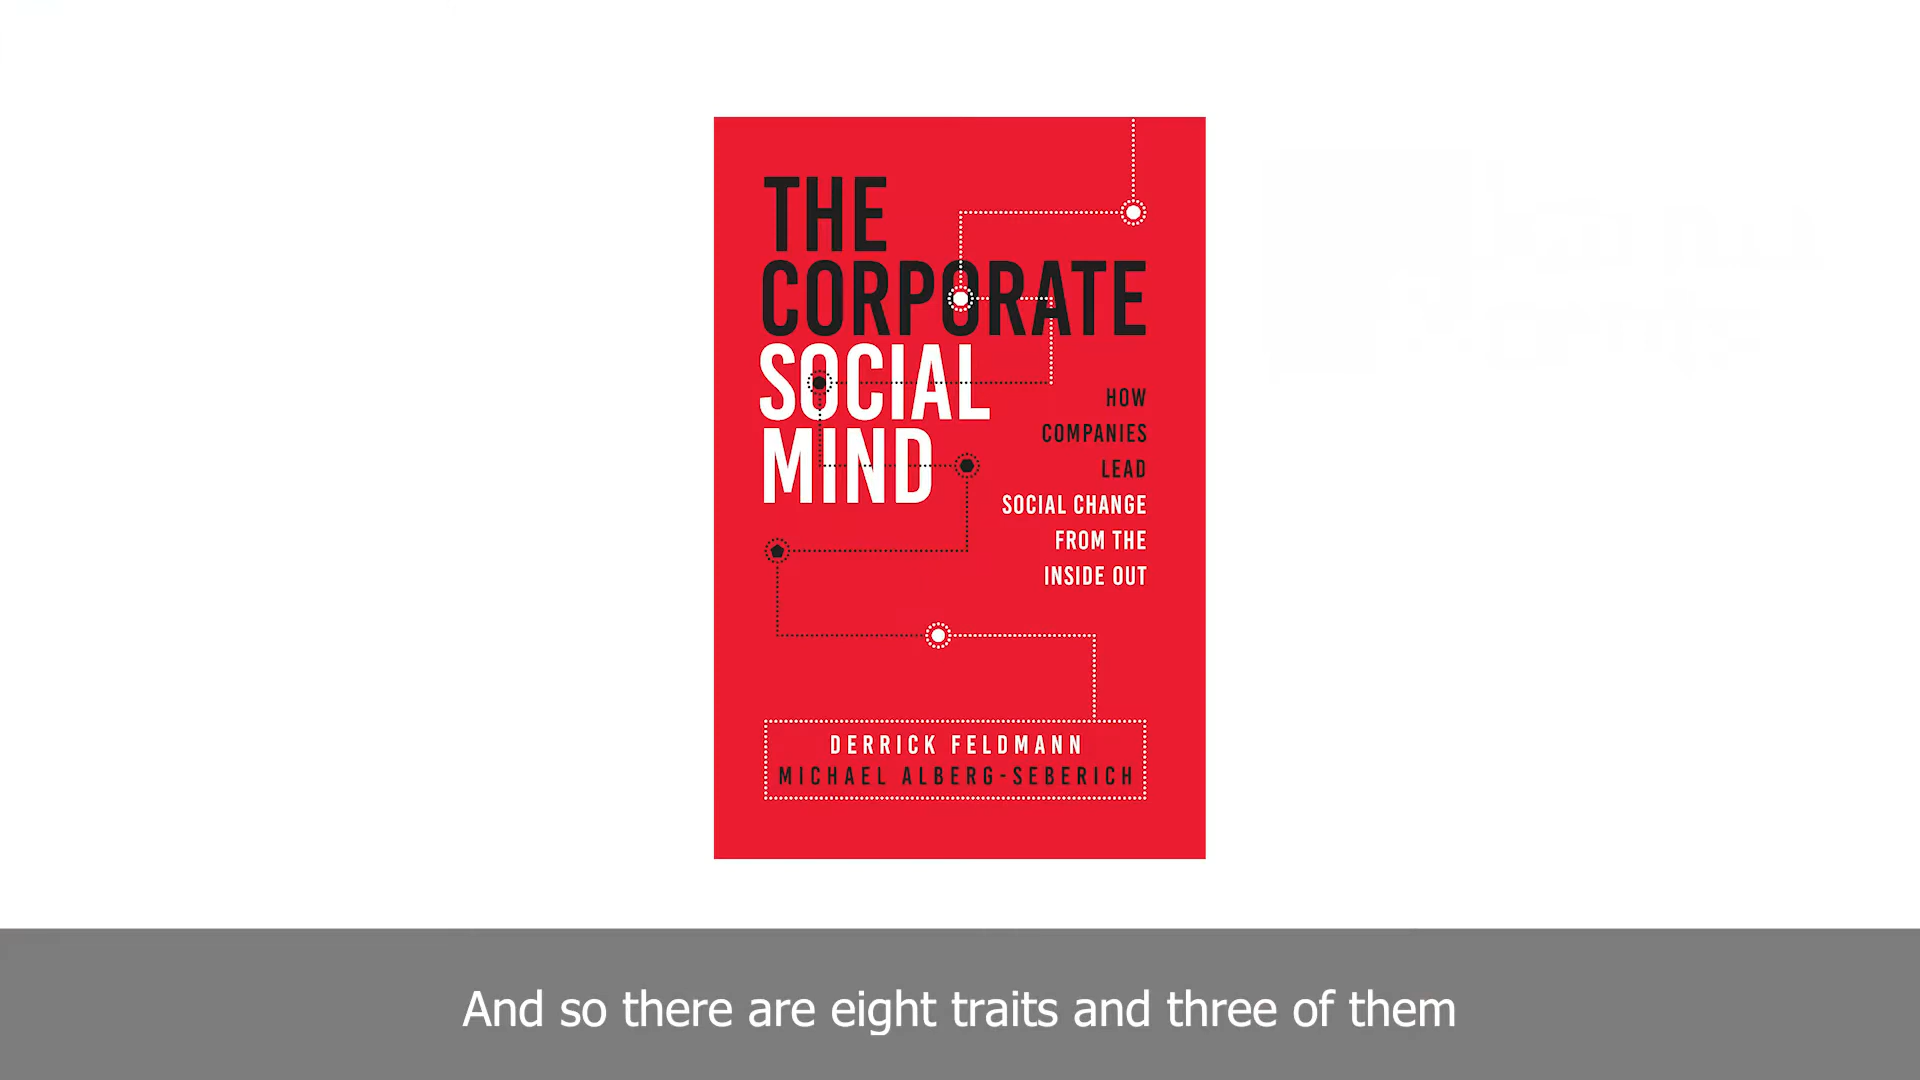 THE
CORPORATE
SOCIAL
MIND
HOW
COMPANIES
LEAD
SOCIAL CHANGE
FROM THE
INSIDE OUT
DERRICK FELDMANN
MICHAEL ALBERG-SEBERICH
And so there are eight traits and three of them